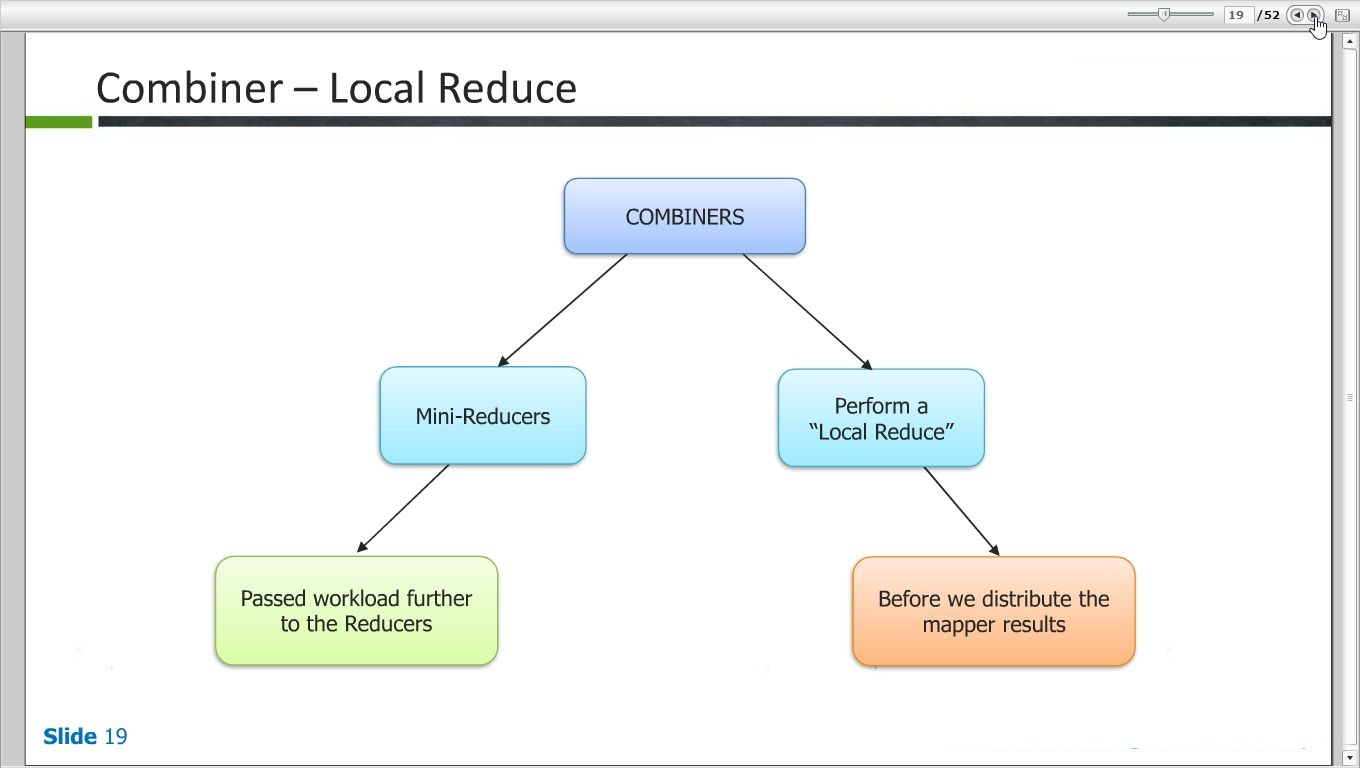 19 /52
Combiner – Local Reduce
COMBINERS
Mini-Reducers
Perform a
“Local Reduce”
Passed workload further
to the Reducers
Before we distribute the
mapper results
Slide 19